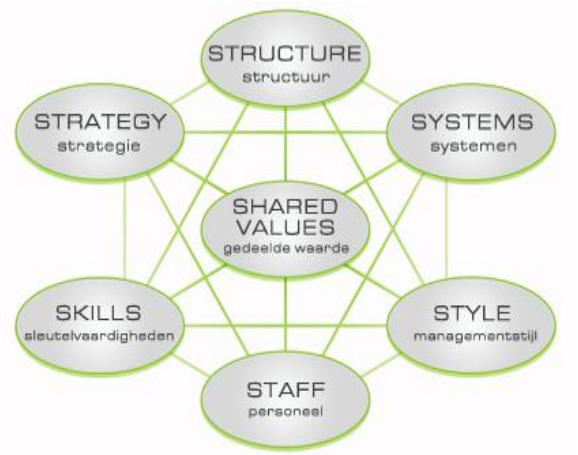 STRUCTURE
structuur
STRATEGY
strategie
SYSTEMS
systemen
SHARED
VALUES
gedeelde waarde
SKILLS
sleutelvaardigheden
STYLE
managementstijl
STAFF
personeel